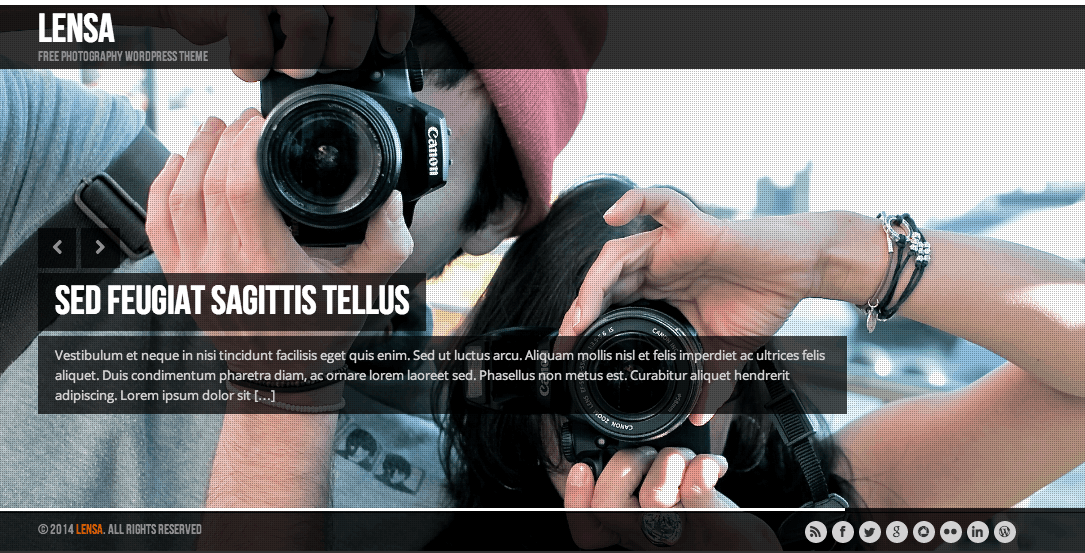 LENSA
FREE PHOTOGRAPHY WORDPRESS THEME
Canon
SED FEUGIAT SAGITTIS TELLUS
Vestibulum et neque in nisi tincidunt facilisis eget quis enim. Sed ut luctus arcu. Aliquam mollis nisl et felis imperdiet ac ultrices felis
aliquet. Duis condimentum pharetra diam, ac ornare lorem laoreet sed. Phasellus non metus est. Curabitur aliquet hendrerit
adipiscing. Lorem ipsum dolor sit [...]
CANON ZOOM
© 2014 LENSA. ALL RIGHTS RESERVED